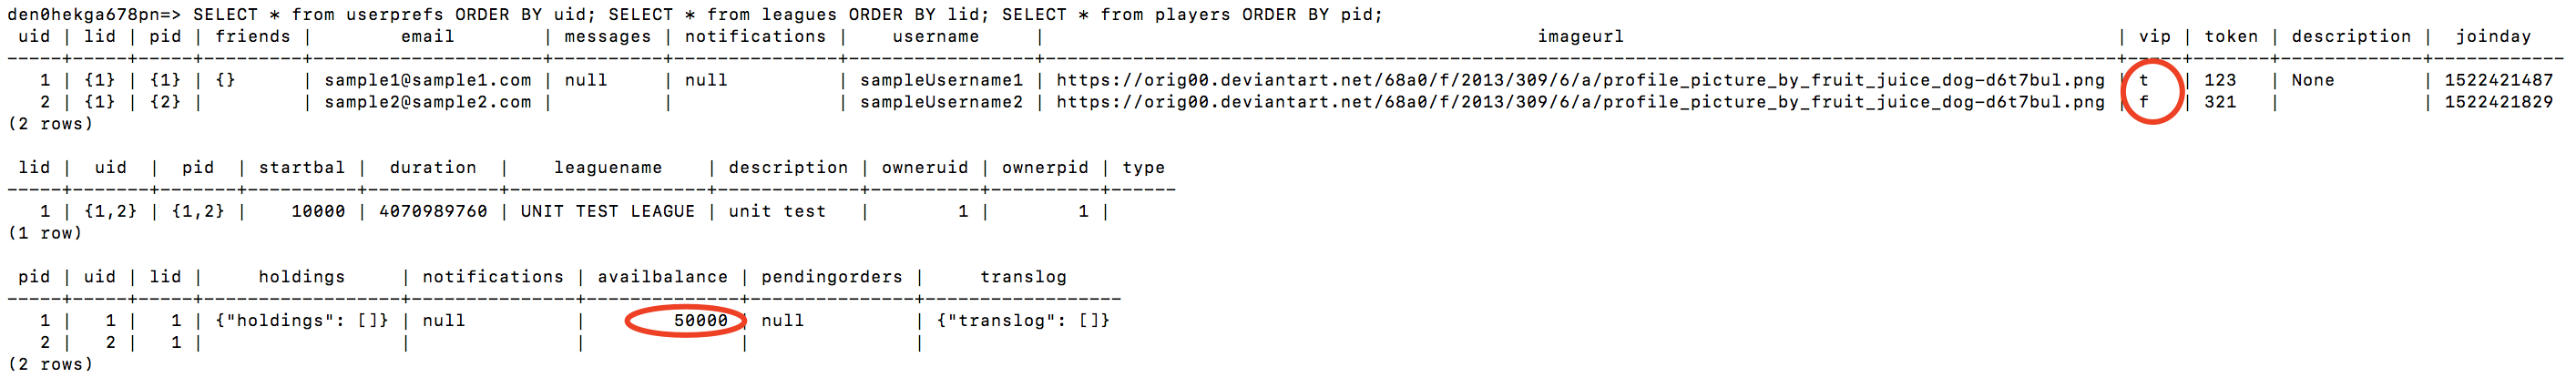 den0hekga678pn=> SELECT * from userprefs ORDER BY uid; SELECT * from leagues ORDER BY lid; SELECT * from players ORDER BY pid;
 uid | lid | pid | friends |        email        | messages | notifications |    username     |                                         imageurl                                          | vip | token | description |  joinday
-----+-----+-----+---------+---------------------+----------+---------------+-----------------+-------------------------------------------------------------------------------------------+-----+-------+-------------+------------
   1 | {1} | {1} | {}      | sample1@sample1.com | null     | null          | sampleUsername1 | https://orig00.deviantart.net/68a0/f/2013/309/6/a/profile_picture_by_fruit_juice_dog-d6t7bul.png | t   | 123   | None        | 1522421487
   2 | {1} | {2} |         | sample2@sample2.com |          |               | sampleUsername2 | https://orig00.deviantart.net/68a0/f/2013/309/6/a/profile_picture_by_fruit_juice_dog-d6t7bul.png | f   | 321   |             | 1522421829
(2 rows)
 lid |  uid  |  pid  | startbal |  duration  |    leaguename    | description | owneruid | ownerpid | type
-----+-------+-------+----------+------------+------------------+-------------+----------+----------+------
   1 | {1,2} | {1,2} |    10000 | 4070989760 | UNIT TEST LEAGUE | unit test   |        1 |        1 |
(1 row)
 pid | uid | lid |    holdings    | notifications | availbalance | pendingorders |    translog
-----+-----+-----+----------------+---------------+--------------+---------------+----------------
   1 |   1 |   1 | {"holdings": []} | null          |        50000 | null          | {"translog": []}
   2 |   2 |   1 |                |               |              |               |
(2 rows)